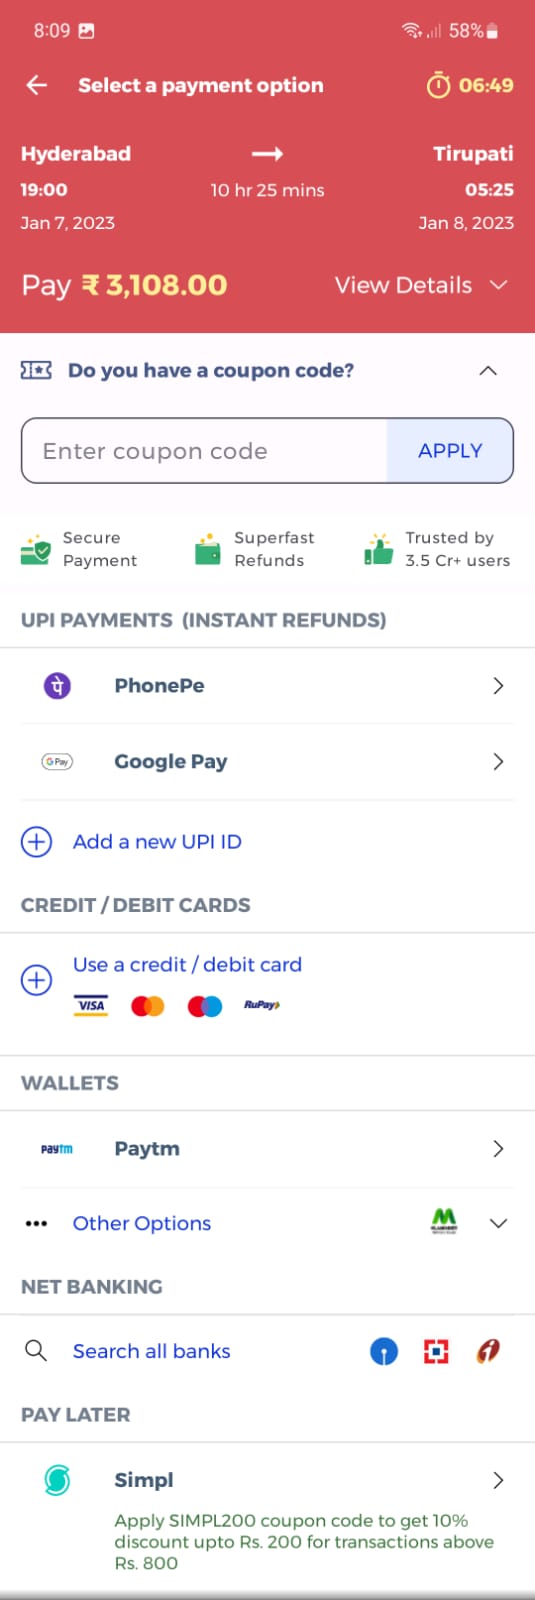 8:09 58%
Select a payment option 06:49
Hyderabad Tirupati
19:00 10 hr 25 mins 05:25
Jan 7, 2023 Jan 8, 2023
Pay ₹ 3,108.00 View Details
Do you have a coupon code?
Enter coupon code APPLY
Secure Superfast Trusted by
Payment Refunds 3.5 Cr+ users
UPI PAYMENTS (INSTANT REFUNDS)
पे PhonePe
G Pay Google Pay
Add a new UPI ID
CREDIT / DEBIT CARDS
Use a credit / debit card
VISA RuPay
WALLETS
paytm Paytm
Other Options
NET BANKING
Search all banks
PAY LATER
Simpl
Apply SIMPL200 coupon code to get 10%
discount upto Rs. 200 for transactions above
Rs. 800